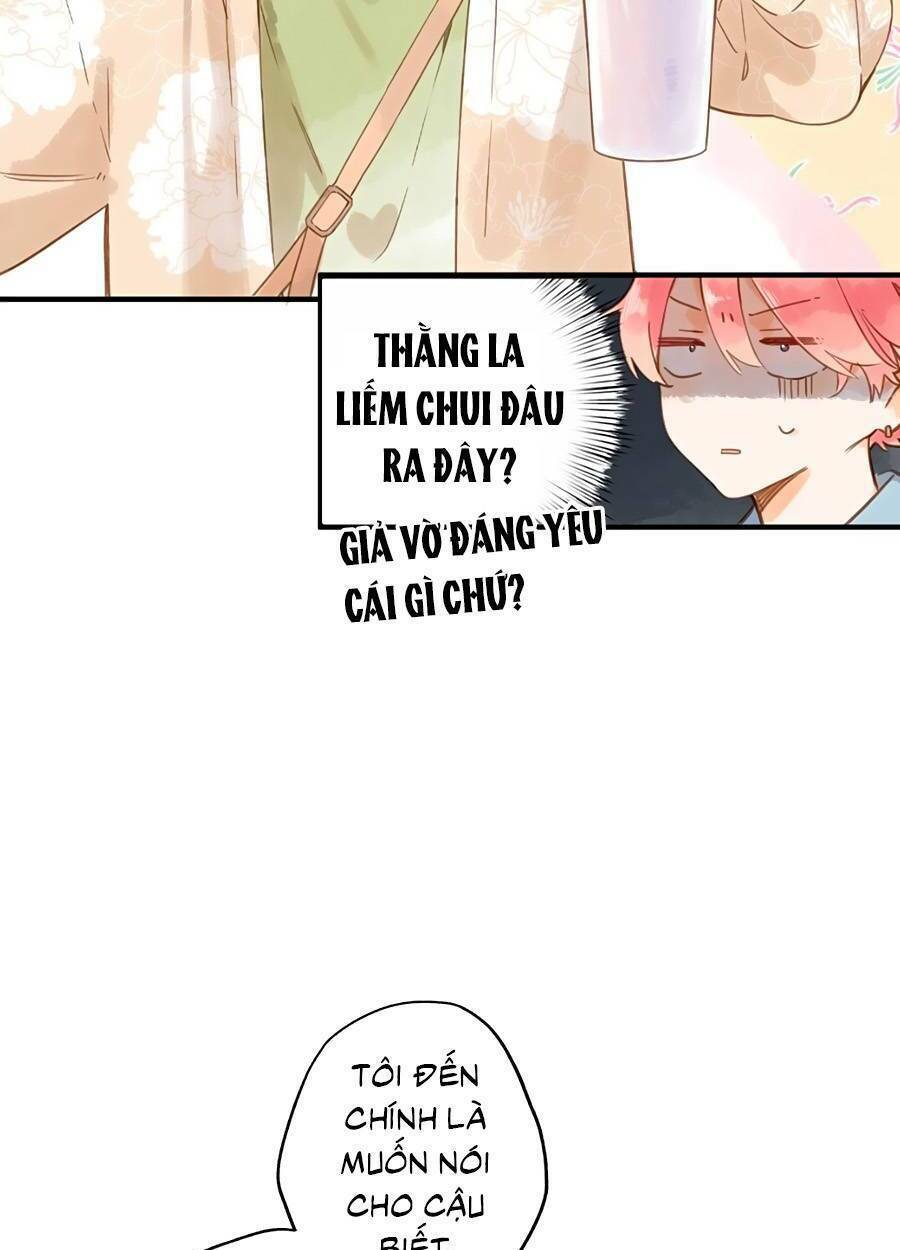 THẰNG LA
LIẾM CHUI ĐÂU
RA ĐÂY?
GIẢ VỜ ĐÁNG YÊU
CÁI GÌ CHỨ?
TÔI ĐẾN
CHÍNH LÀ
MUỐN NÓI
CHO CẬU
BIẾT